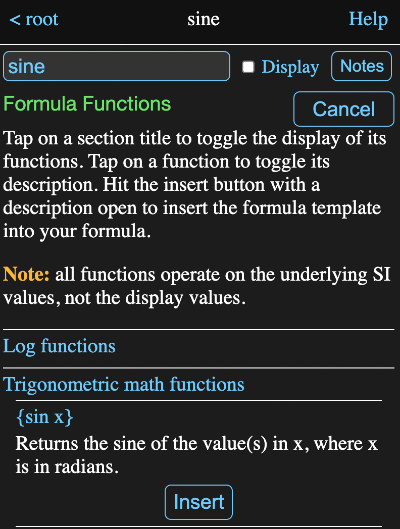 < root sine Help
sine Display Notes
Formula Functions Cancel
Tap on a section title to toggle the display of its
functions. Tap on a function to toggle its
description. Hit the insert button with a
description open to insert the formula template
into your formula.
Note: all functions operate on the underlying SI
values, not the display values.
Log functions
Trigonometric math functions
{sin x}
Returns the sine of the value(s) in x, where x
is in radians.
Insert